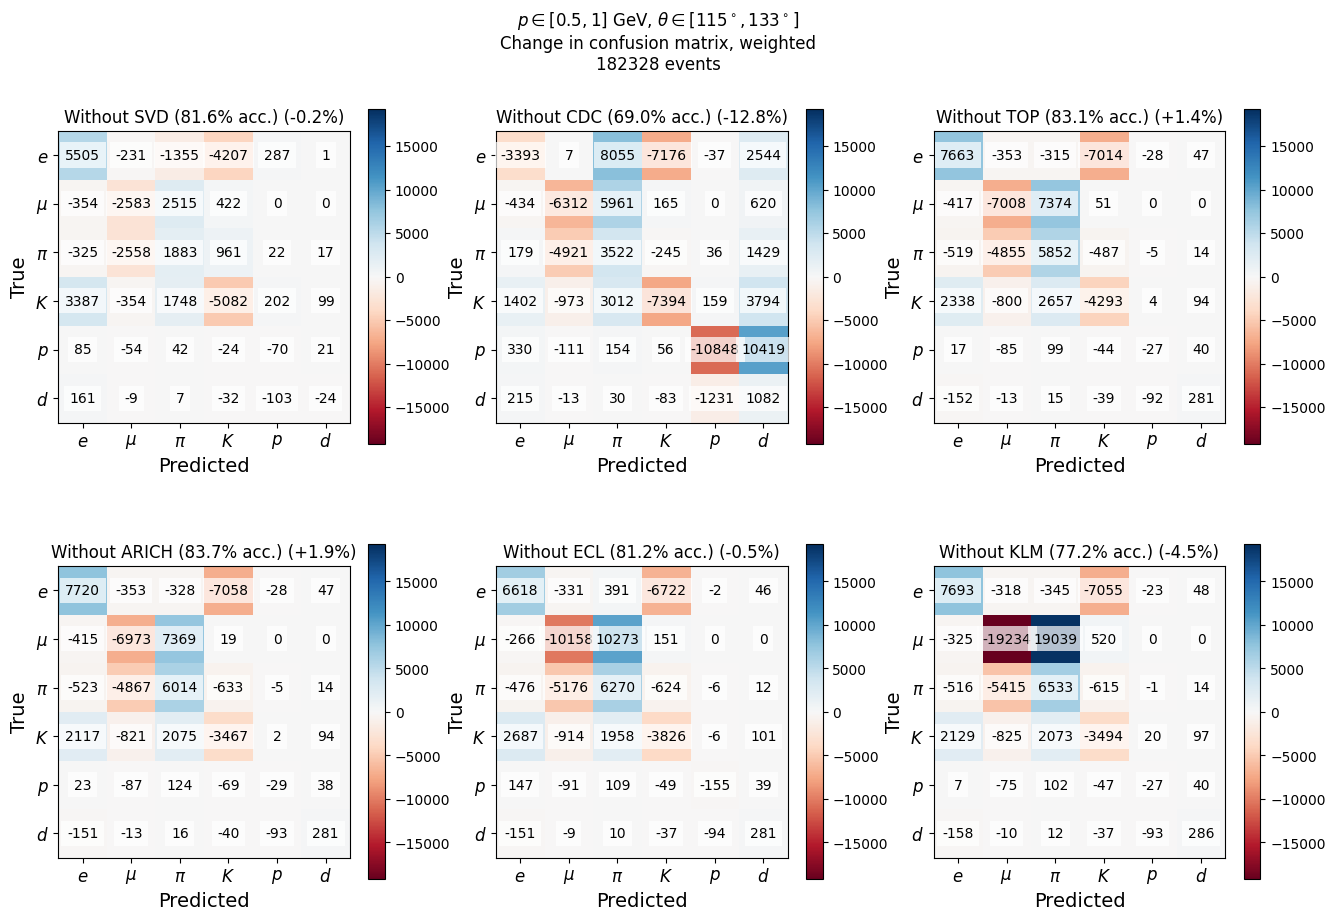 p ∈ [0.5, 1] GeV, θ ∈ [115°, 133°]
Change in confusion matrix, weighted
182328 events
Without SVD (81.6% acc.) (-0.2%)
e 5505 -231 -1355 -4207 287 1
μ -354 -2583 2515 422 0 0
π -325 -2558 1883 961 22 17
K 3387 -354 1748 -5082 202 99
p 85 -54 42 -24 -70 21
d 161 -9 7 -32 -103 -24
e μ π K p d
Predicted
True
15000
10000
5000
0
−5000
−10000
−15000
Without CDC (69.0% acc.) (-12.8%)
e -3393 7 8055 -7176 -37 2544
μ -434 -6312 5961 165 0 620
π 179 -4921 3522 -245 36 1429
K 1402 -973 3012 -7394 159 3794
p 330 -111 154 56 -10848 10419
d 215 -13 30 -83 -1231 1082
e μ π K p d
Predicted
True
15000
10000
5000
0
−5000
−10000
−15000
Without TOP (83.1% acc.) (+1.4%)
e 7663 -353 -315 -7014 -28 47
μ -417 -7008 7374 51 0 0
π -519 -4855 5852 -487 -5 14
K 2338 -800 2657 -4293 4 94
p 17 -85 99 -44 -27 40
d -152 -13 15 -39 -92 281
e μ π K p d
Predicted
True
15000
10000
5000
0
−5000
−10000
−15000
Without ARICH (83.7% acc.) (+1.9%)
e 7720 -353 -328 -7058 -28 47
μ -415 -6973 7369 19 0 0
π -523 -4867 6014 -633 -5 14
K 2117 -821 2075 -3467 2 94
p 23 -87 124 -69 -29 38
d -151 -13 16 -40 -93 281
e μ π K p d
Predicted
True
15000
10000
5000
0
−5000
−10000
−15000
Without ECL (81.2% acc.) (-0.5%)
e 6618 -331 391 -6722 -2 46
μ -266 -10158 10273 151 0 0
π -476 -5176 6270 -624 -6 12
K 2687 -914 1958 -3826 -6 101
p 147 -91 109 -49 -155 39
d -151 -9 10 -37 -94 281
e μ π K p d
Predicted
True
15000
10000
5000
0
−5000
−10000
−15000
Without KLM (77.2% acc.) (-4.5%)
e 7693 -318 -345 -7055 -23 48
μ -325 -19234 19039 520 0 0
π -516 -5415 6533 -615 -1 14
K 2129 -825 2073 -3494 20 97
p 7 -75 102 -47 -27 40
d -158 -10 12 -37 -93 286
e μ π K p d
Predicted
True
15000
10000
5000
0
−5000
−10000
−15000